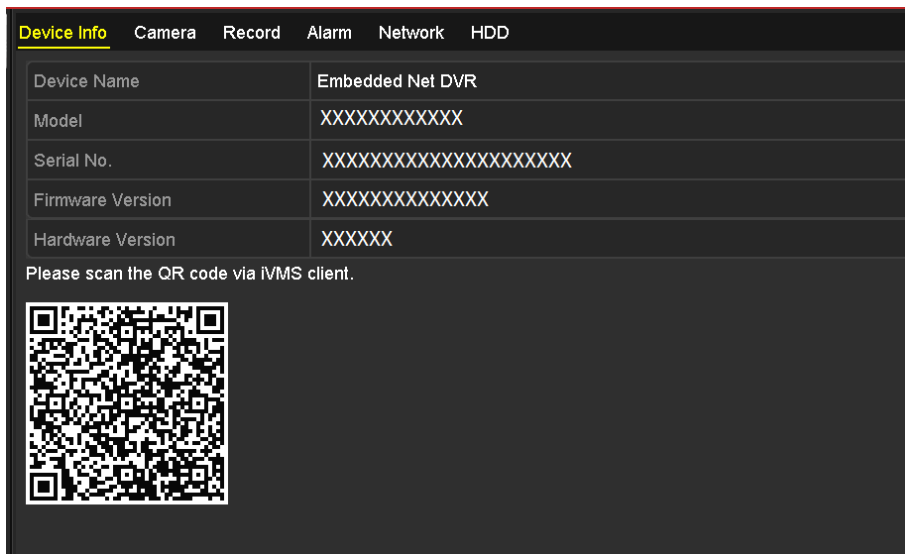 Device Info Camera Record Alarm Network HDD
Device Name Embedded Net DVR
Model XXXXXXXXXXXX
Serial No. XXXXXXXXXXXXXXXXXXXXX
Firmware Version XXXXXXXXXXXXXX
Hardware Version XXXXXX
Please scan the QR code via iVMS client.